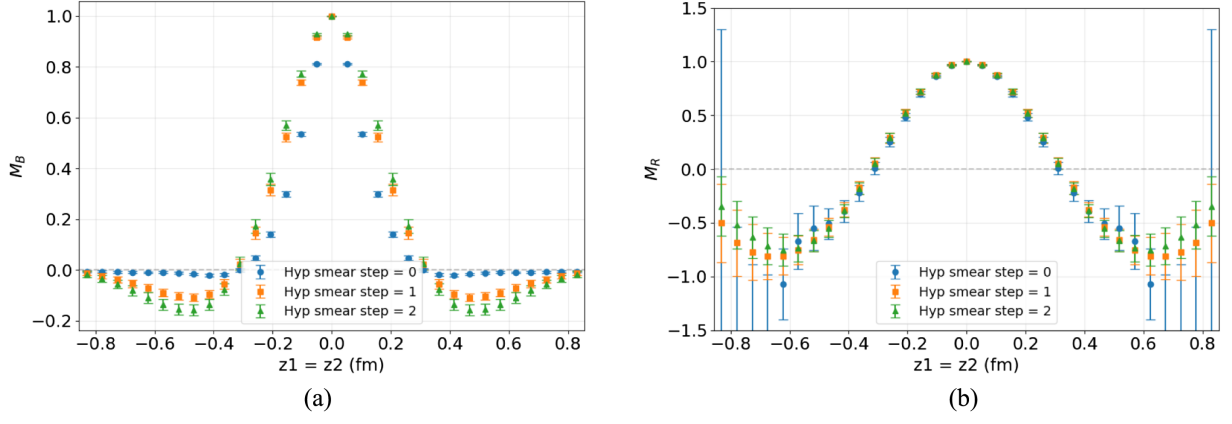 1.0
0.8
0.6
0.4
0.2
0.0
−0.2
M_B
Hyp smear step = 0
Hyp smear step = 1
Hyp smear step = 2
−0.8 −0.6 −0.4 −0.2 0.0 0.2 0.4 0.6 0.8
z1 = z2 (fm)
(a)
1.5
1.0
0.5
0.0
−0.5
−1.0
−1.5
M_R
Hyp smear step = 0
Hyp smear step = 1
Hyp smear step = 2
−0.8 −0.6 −0.4 −0.2 0.0 0.2 0.4 0.6 0.8
z1 = z2 (fm)
(b)